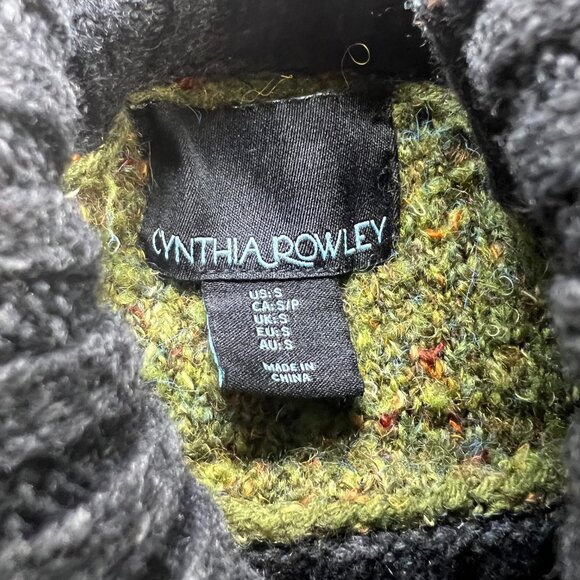 CYNTHIA ROWLEY
US: S
CA: S/P
UK: S
EU: S
AU: S
MADE IN
CHINA